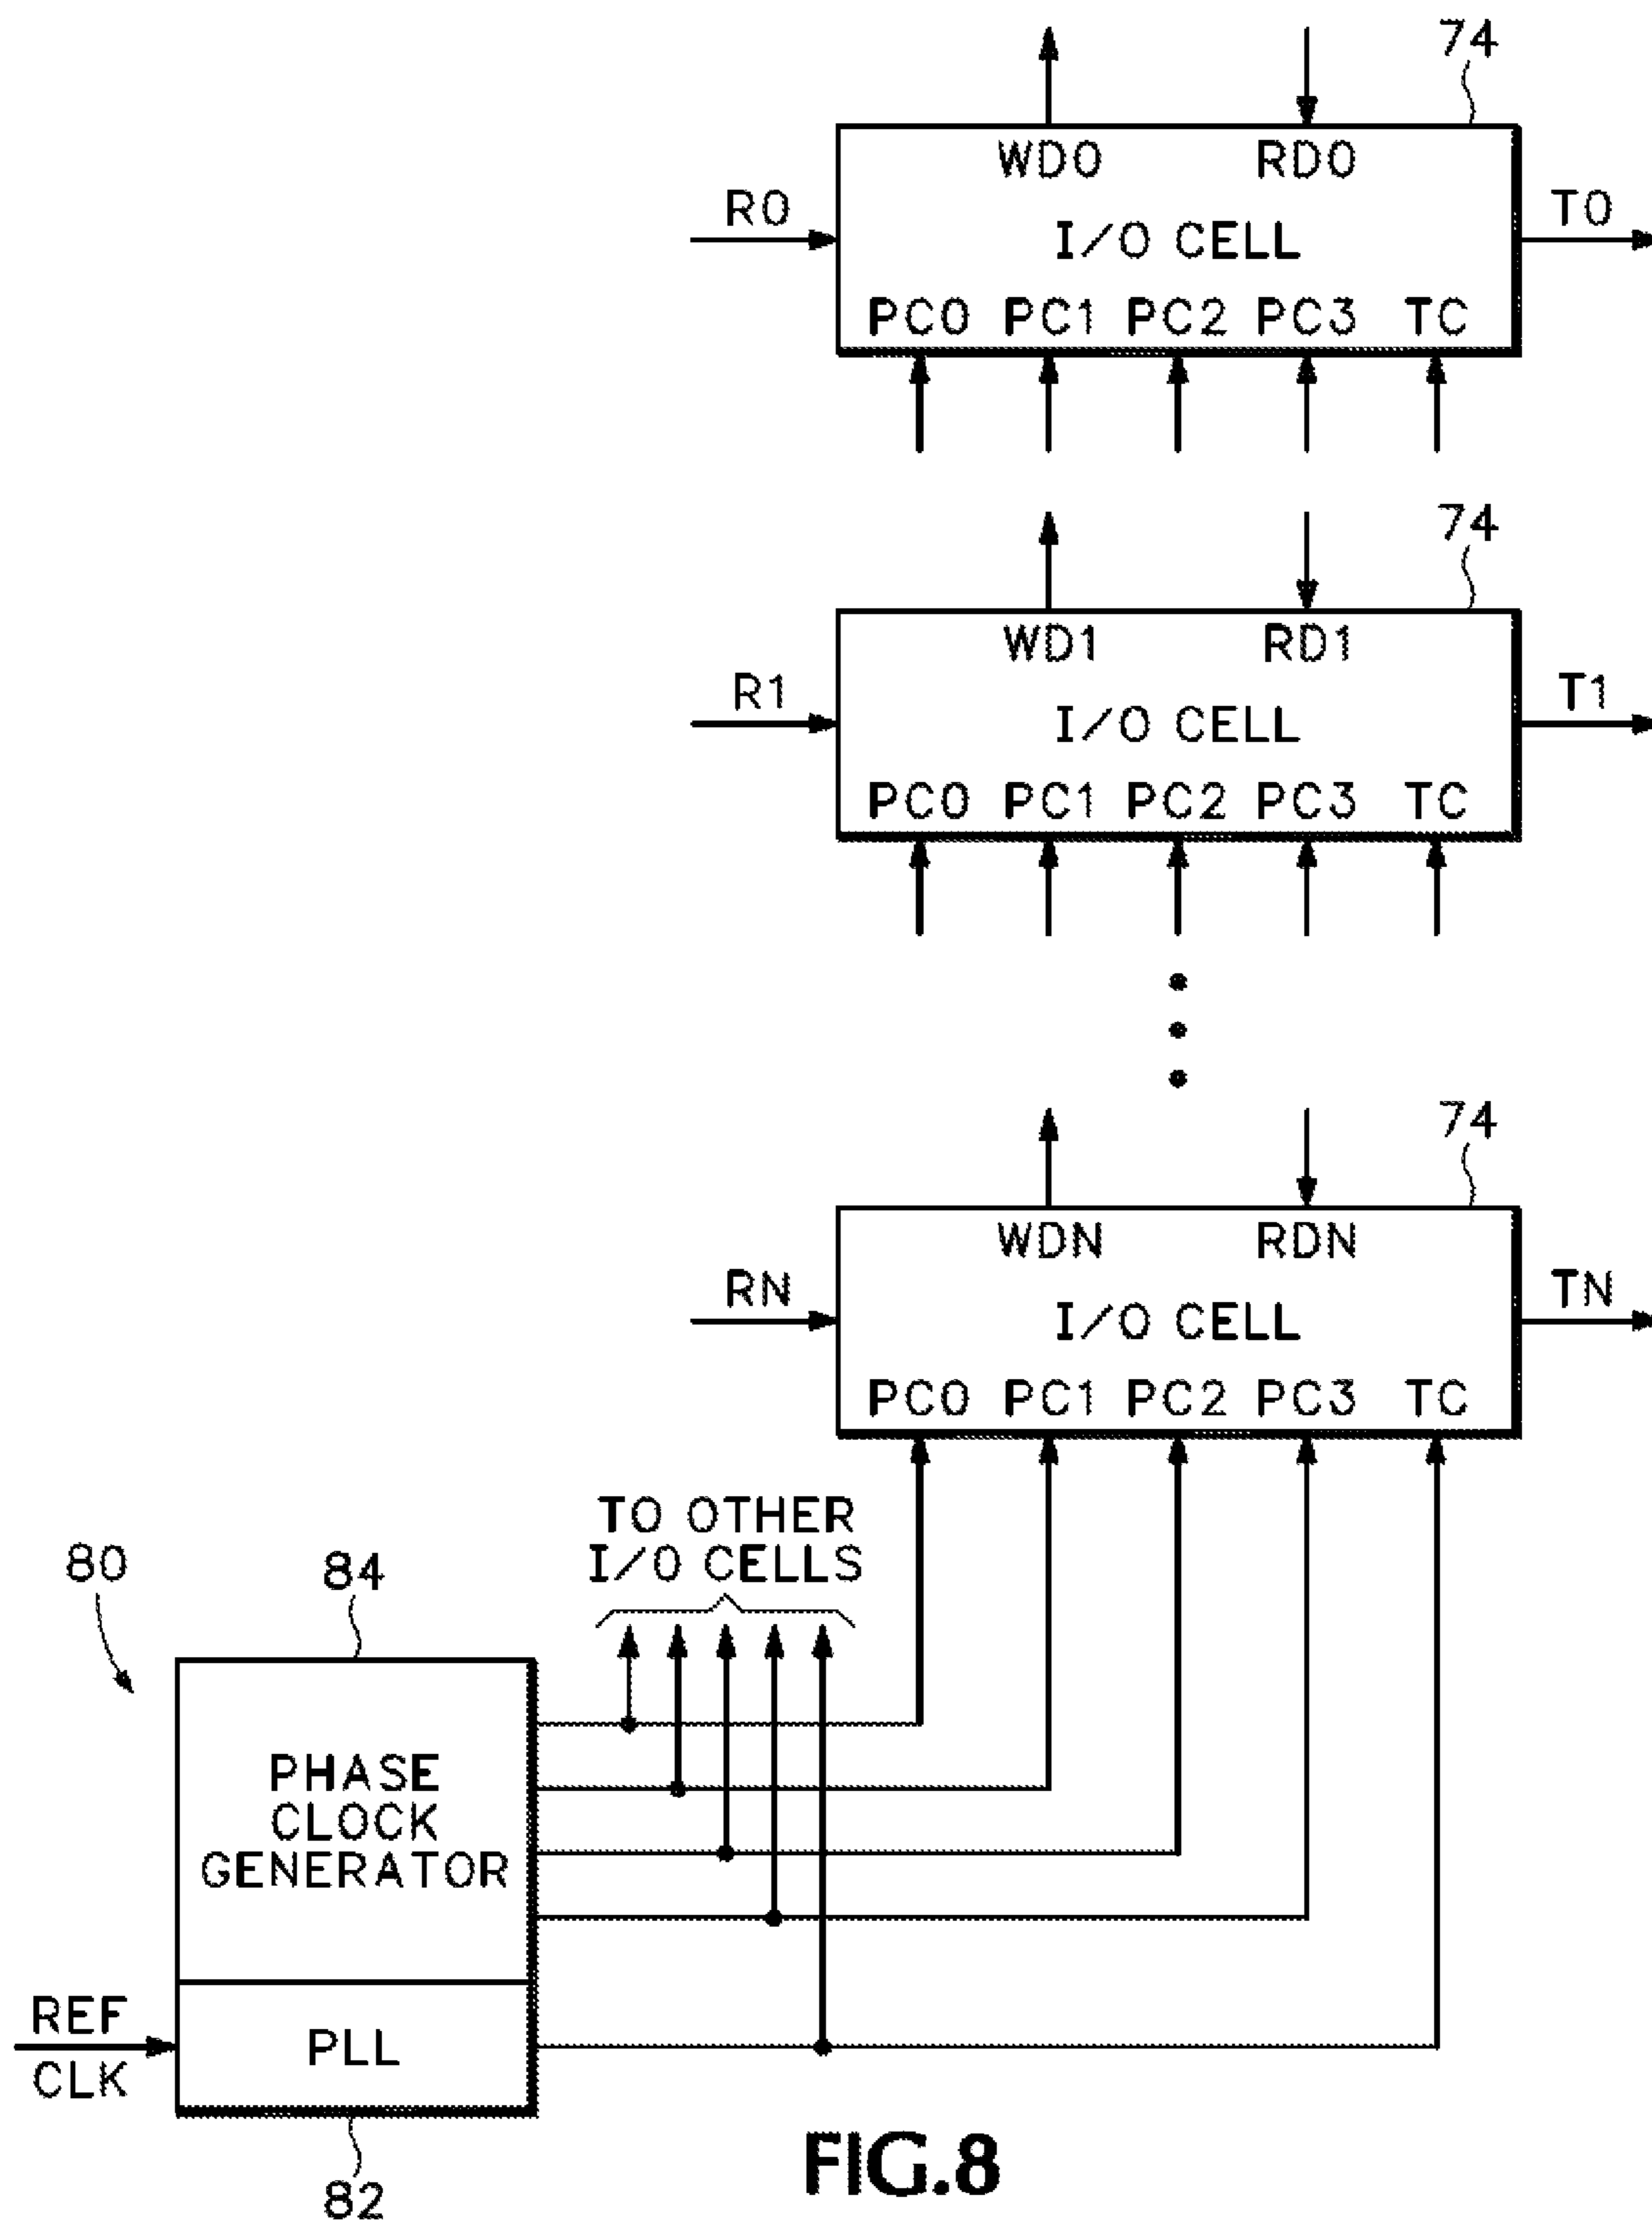 74
WD0 RD0
R0 I/O CELL T0
PC0 PC1 PC2 PC3 TC
74
WD1 RD1
R1 I/O CELL T1
PC0 PC1 PC2 PC3 TC
74
WDN RDN
RN I/O CELL TN
PC0 PC1 PC2 PC3 TC
TO OTHER
I/O CELLS
80
84
PHASE
CLOCK
GENERATOR
REF
CLK
PLL
82
FIG.8